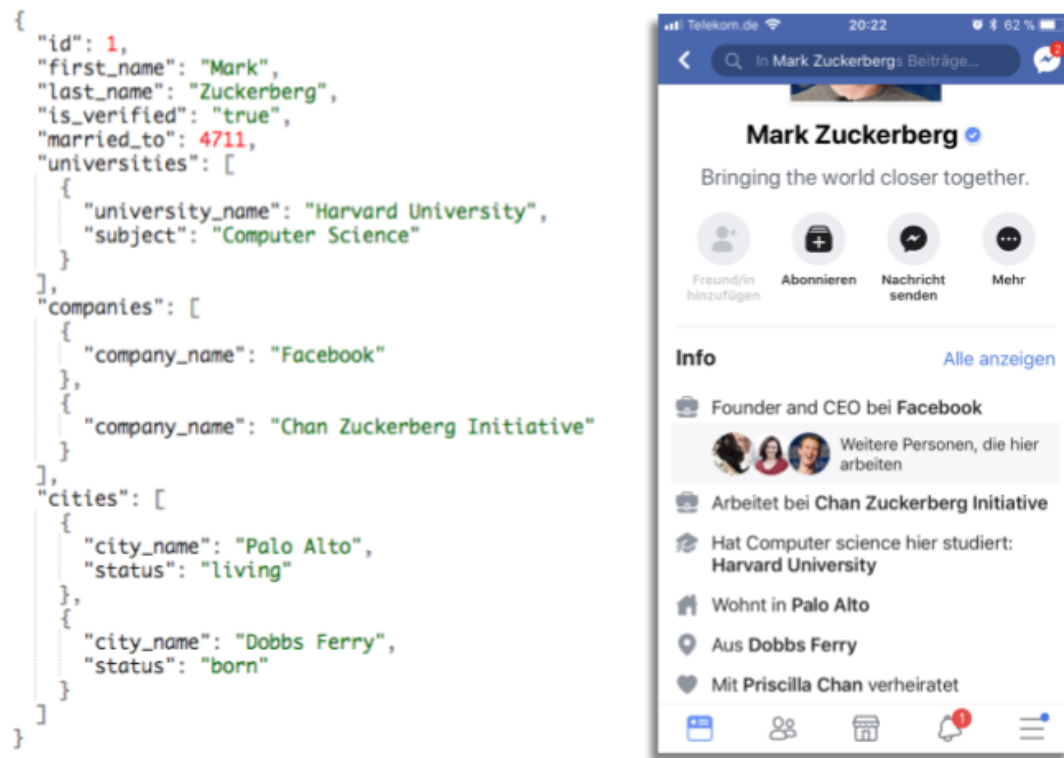 {
"id": 1,
"first_name": "Mark",
"last_name": "Zuckerberg",
"is_verified": "true",
"married_to": 4711,
"universities": [
{
"university_name": "Harvard University",
"subject": "Computer Science"
}
],
"companies": [
{
"company_name": "Facebook"
},
{
"company_name": "Chan Zuckerberg Initiative"
}
],
"cities": [
{
"city_name": "Palo Alto",
"status": "living"
},
{
"city_name": "Dobbs Ferry",
"status": "born"
}
]
}
Telekom.de 20:22 62 %
In Mark Zuckerbergs Beiträge... 2
Mark Zuckerberg
Bringing the world closer together.
Freund/in hinzufügen
Abonnieren
Nachricht senden
Mehr
Info Alle anzeigen
Founder and CEO bei Facebook
Weitere Personen, die hier
arbeiten
Arbeitet bei Chan Zuckerberg Initiative
Hat Computer science hier studiert:
Harvard University
Wohnt in Palo Alto
Aus Dobbs Ferry
Mit Priscilla Chan verheiratet
1